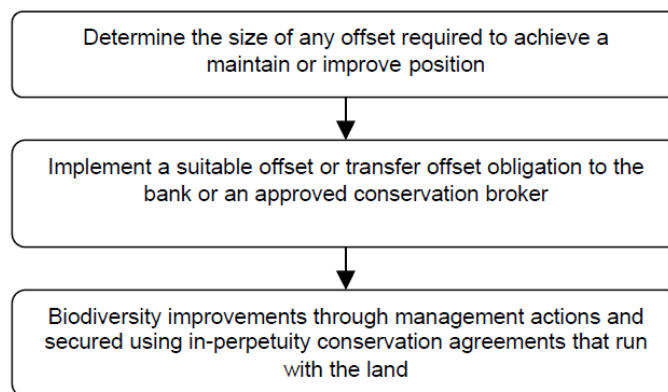 Determine the size of any offset required to achieve a
maintain or improve position
Implement a suitable offset or transfer offset obligation to the
bank or an approved conservation broker
Biodiversity improvements through management actions and
secured using in-perpetuity conservation agreements that run
with the land